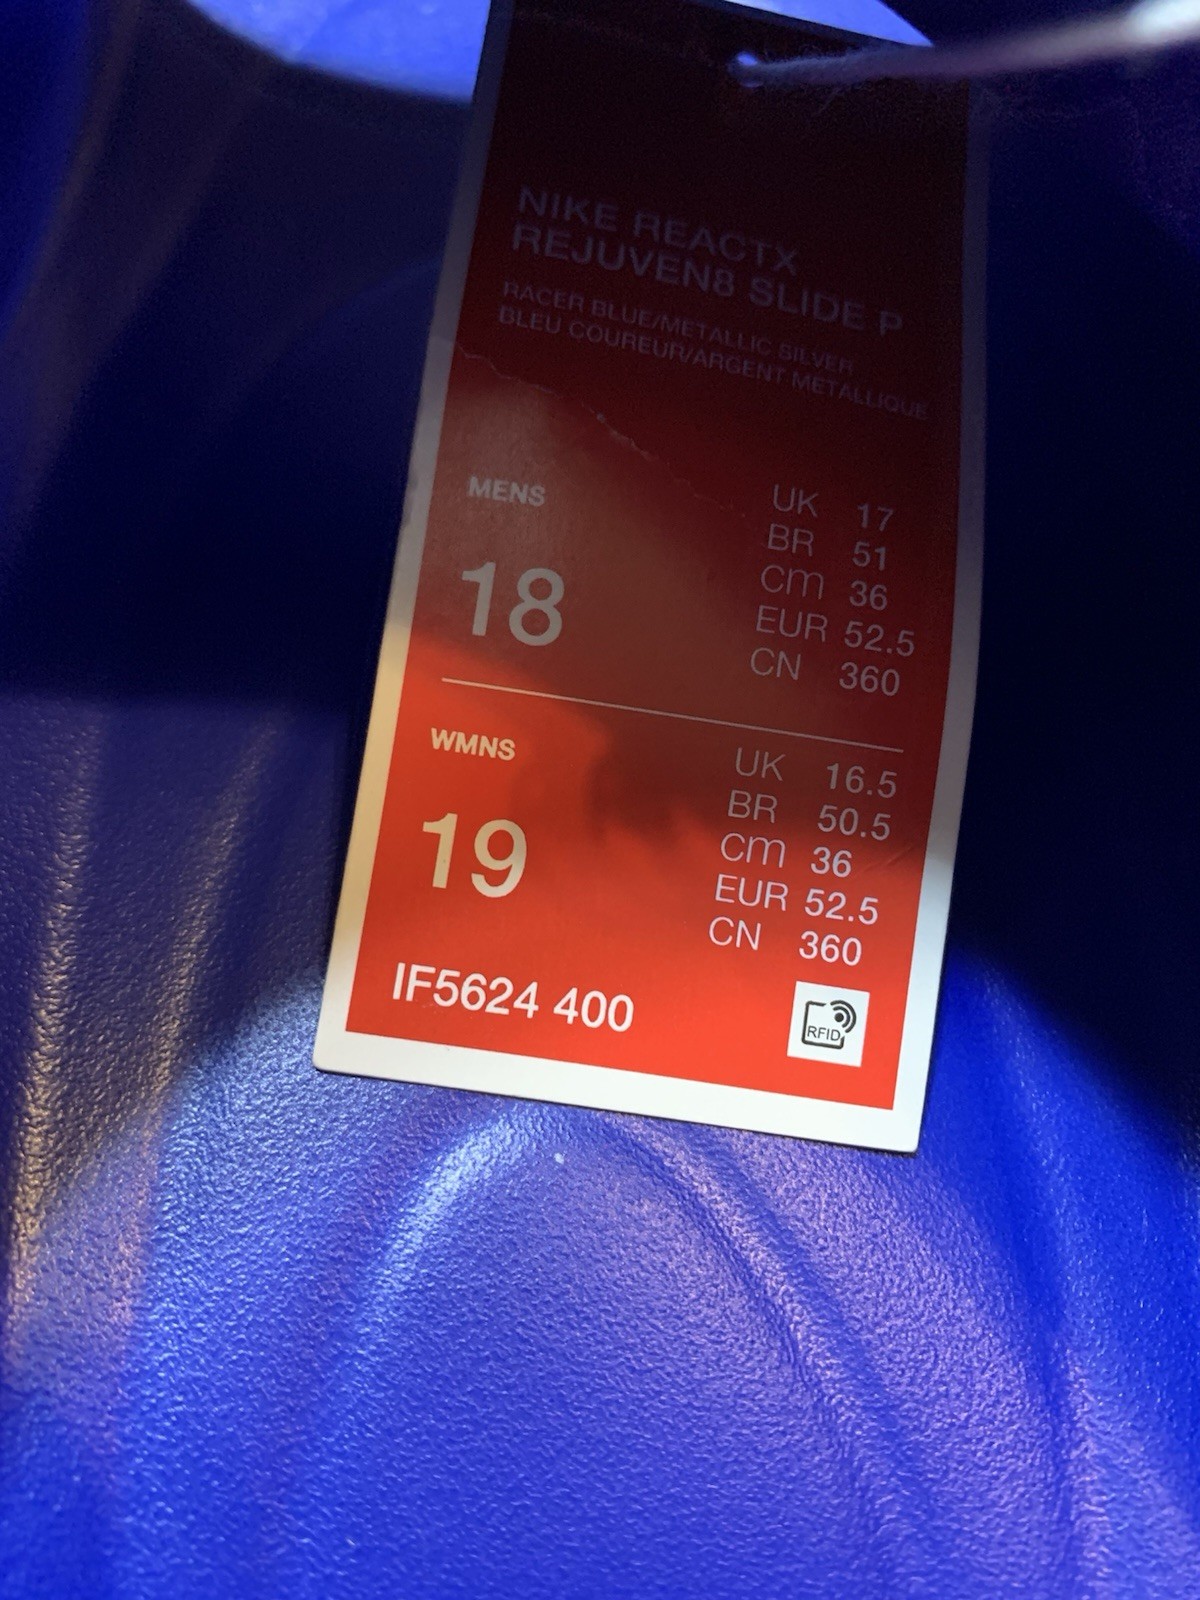 NIKE REACTX
REJUVEN8 SLIDE P
RACER BLUE/METALLIC SILVER
BLEU COUREUR/ARGENT METALLIQUE
MENS
18
UK 17
BR 51
CM 36
EUR 52.5
CN 360
WMNS
19
UK 16.5
BR 50.5
CM 36
EUR 52.5
CN 360
IF5624 400
RFID